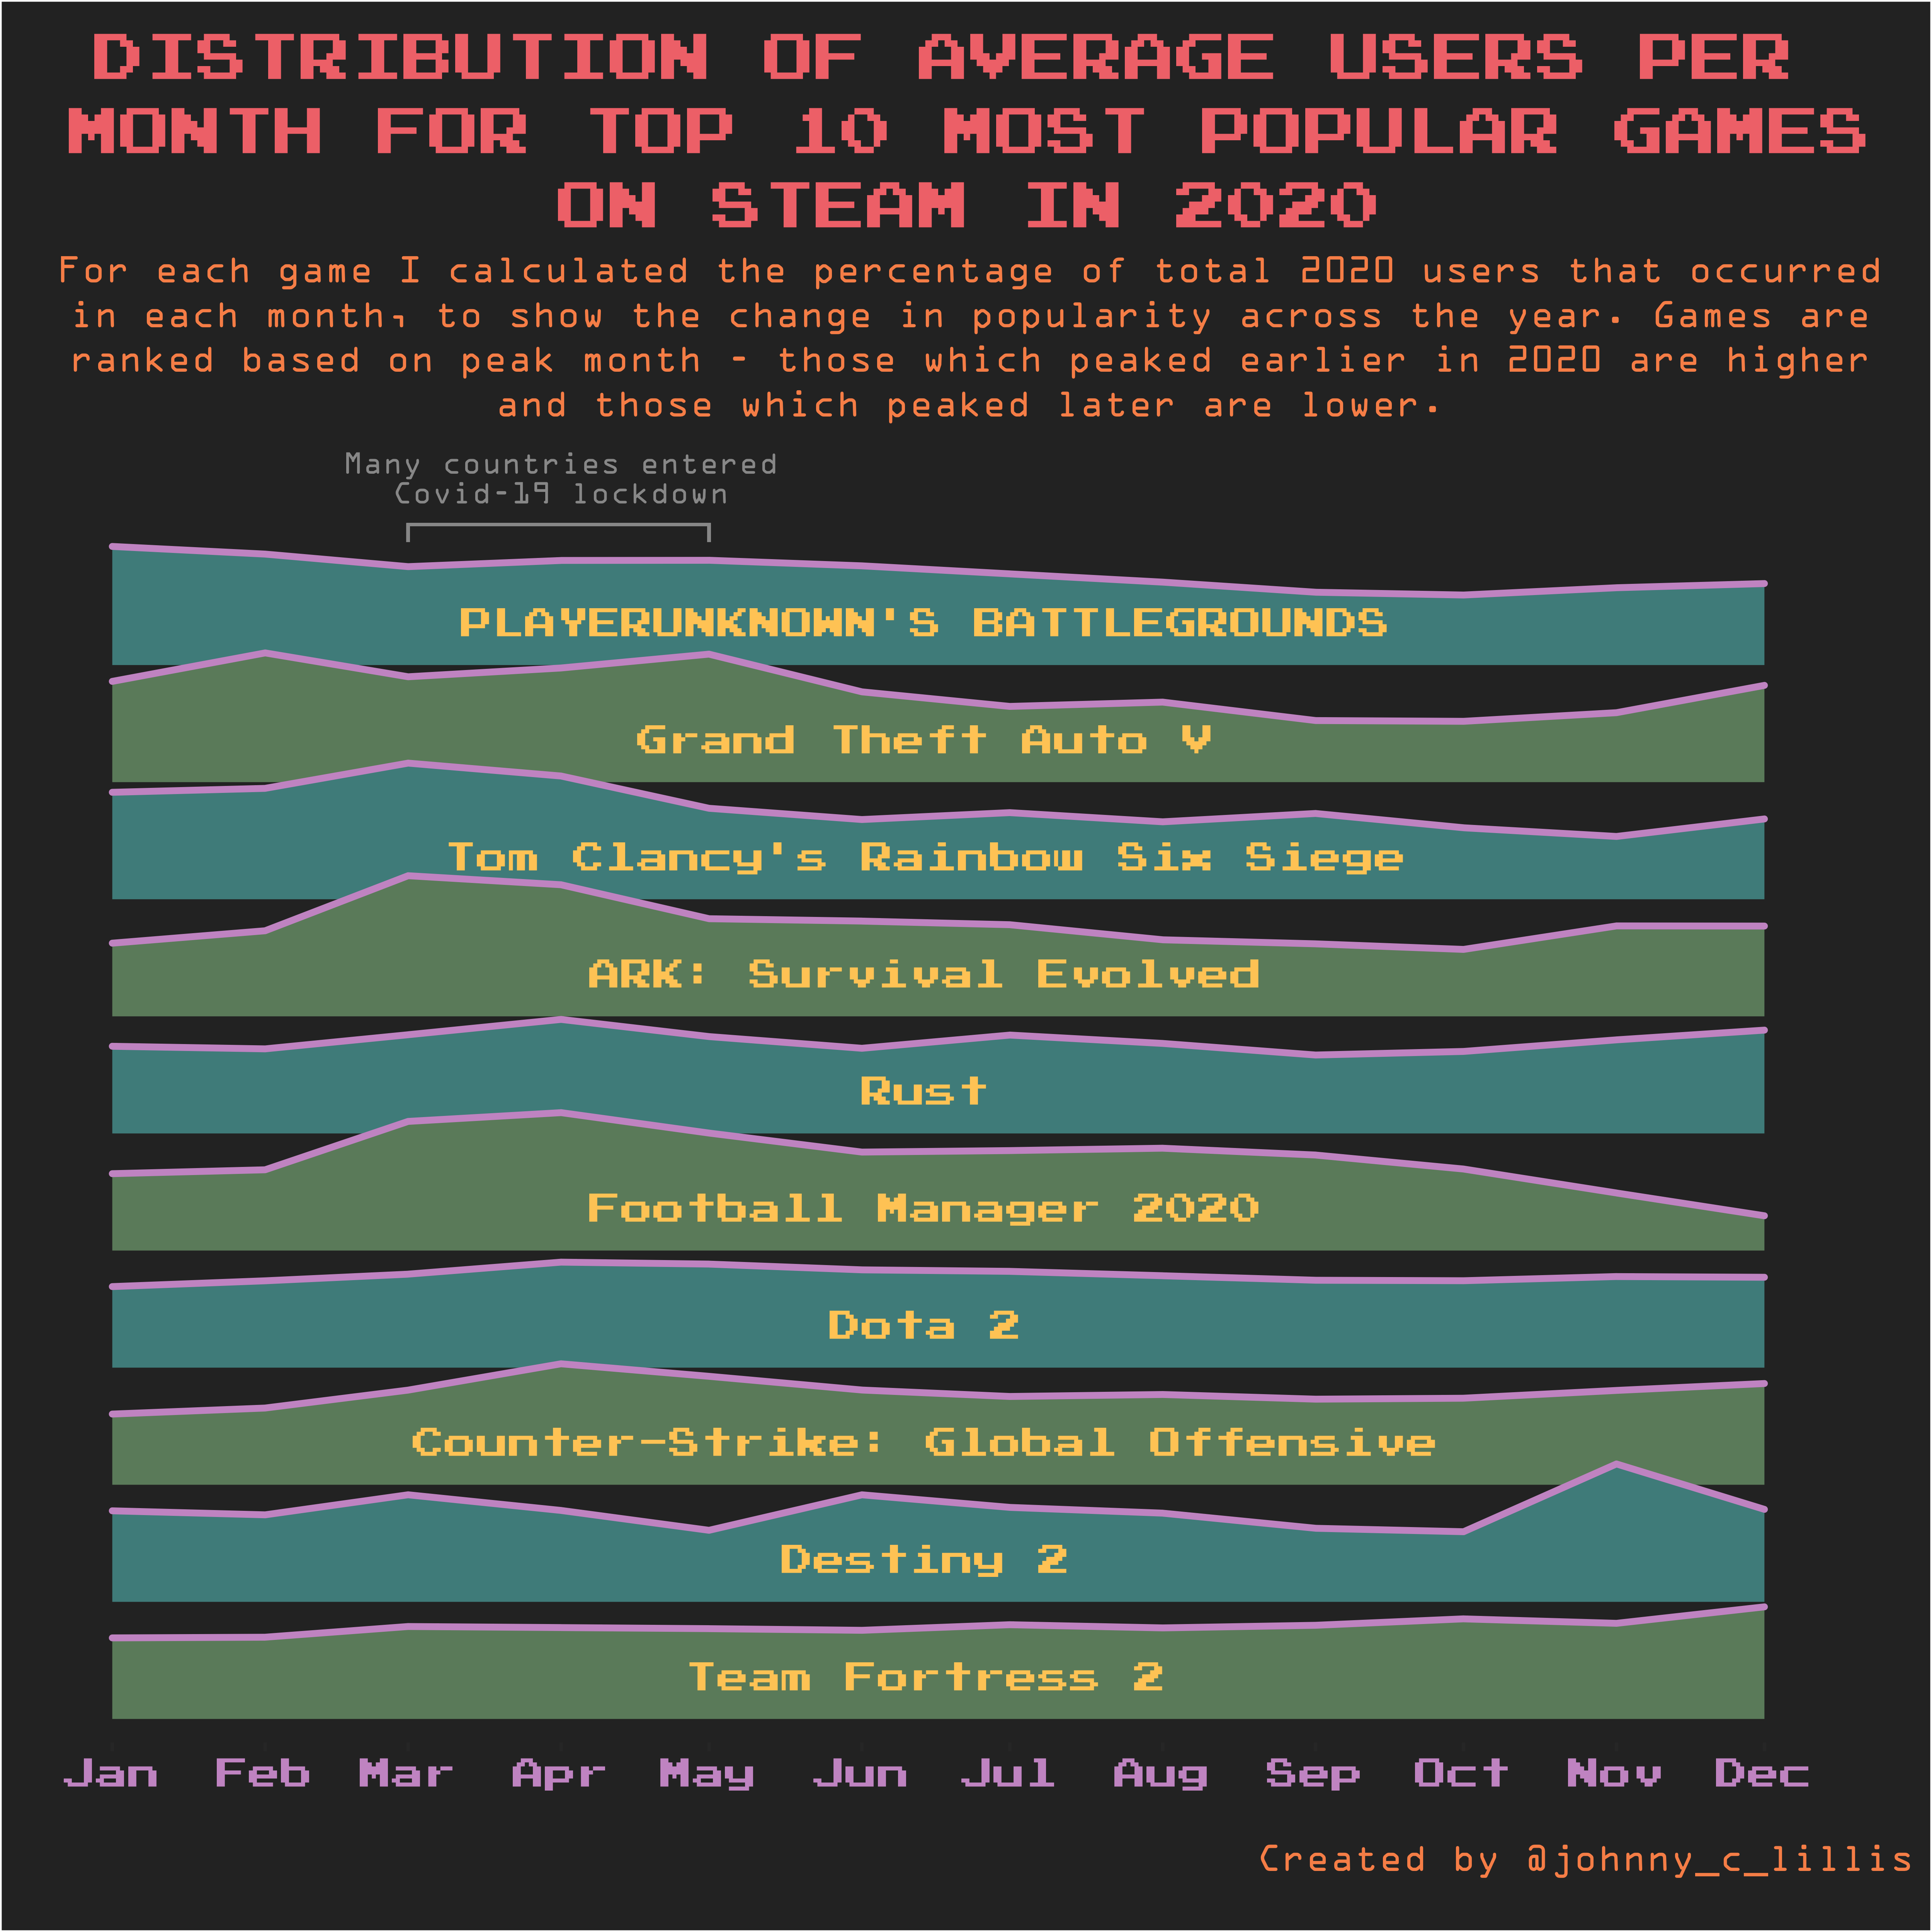 DISTRIBUTION OF AVERAGE USERS PER
MONTH FOR TOP 10 MOST POPULAR GAMES
ON STEAM IN 2020
For each game I calculated the percentage of total 2020 users that occurred
in each month, to show the change in popularity across the year. Games are
ranked based on peak month - those which peaked earlier in 2020 are higher
and those which peaked later are lower.
Many countries entered
Covid-19 lockdown
PLAYERUNKNOWN'S BATTLEGROUNDS
Grand Theft Auto V
Tom Clancy's Rainbow Six Siege
ARK: Survival Evolved
Rust
Football Manager 2020
Dota 2
Counter-Strike: Global Offensive
Destiny 2
Team Fortress 2
Jan Feb Mar Apr May Jun Jul Aug Sep Oct Nov Dec
Created by @johnny_c_lillis